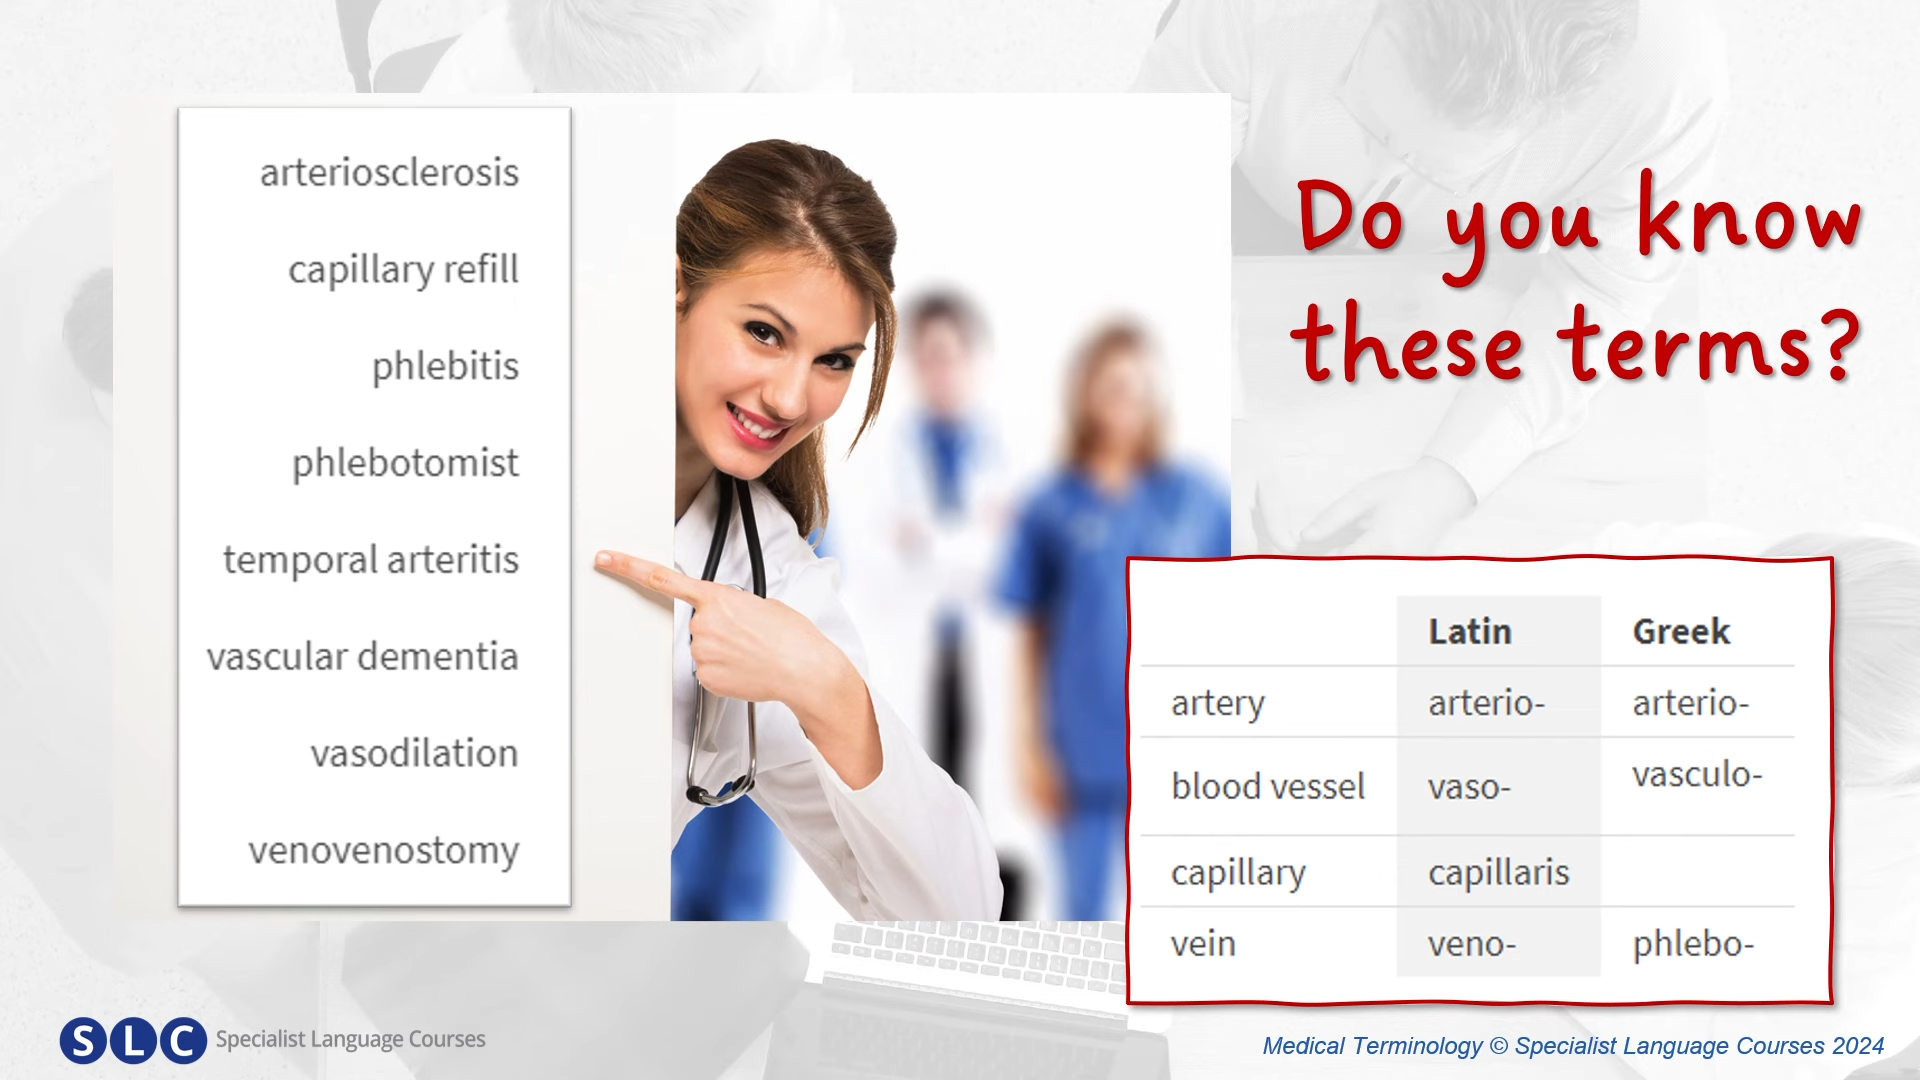 arteriosclerosis
capillary refill
phlebitis
phlebotomist
temporal arteritis
vascular dementia
vasodilation
venovenostomy
Do you know
these terms?
Latin Greek
artery arterio- arterio-
blood vessel vaso- vasculo-
capillary capillaris
vein veno- phlebo-
SLC Specialist Language Courses
Medical Terminology © Specialist Language Courses 2024